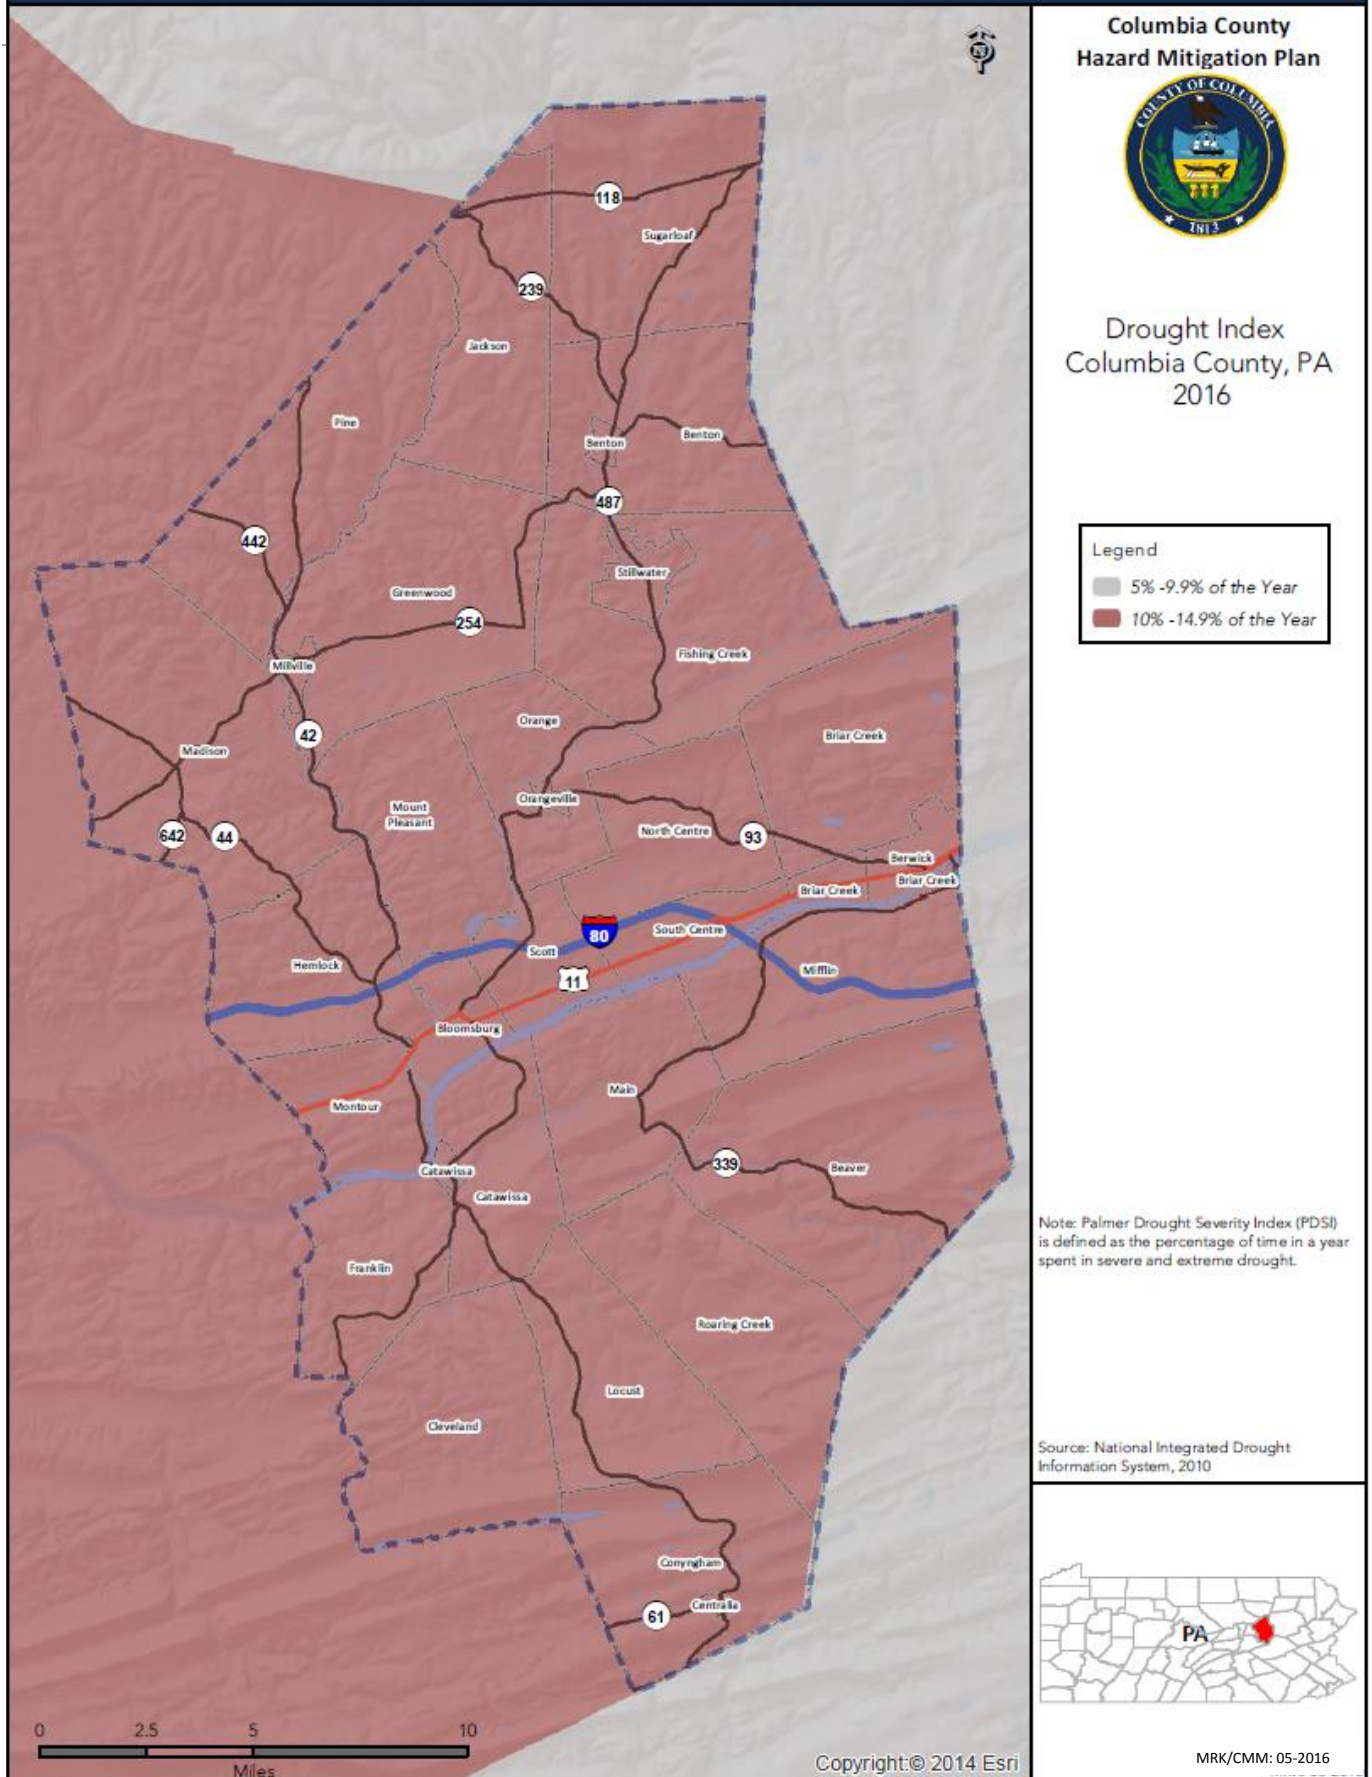 Columbia County
Hazard Mitigation Plan
COUNTY OF COLUMBIA
1813
Drought Index
Columbia County, PA
2016
Legend
5% -9.9% of the Year
10% -14.9% of the Year
Note: Palmer Drought Severity Index (PDSI)
is defined as the percentage of time in a year
spent in severe and extreme drought.
Source: National Integrated Drought
Information System, 2010
PA
MRK/CMM: 05-2016
N
118
Sugarloaf
239
Jackson
Pine
Benton
Benton
487
442
Stillwater
Greenwood
254
Fishing Creek
Millville
Orange
42
Briar Creek
Madison
Orangeville
Mount
Pleasant
North Centre
93
642
44
Berwick
Briar Creek
Briar Creek
80
South Centre
Scott
Hemlock
Mifflin
11
Bloomsburg
Main
Montour
339
Beaver
Catawissa
Catawissa
Franklin
Roaring Creek
Locust
Cleveland
Conyngham
Centralia
61
0
2.5
5
10
Miles
Copyright:© 2014 Esri